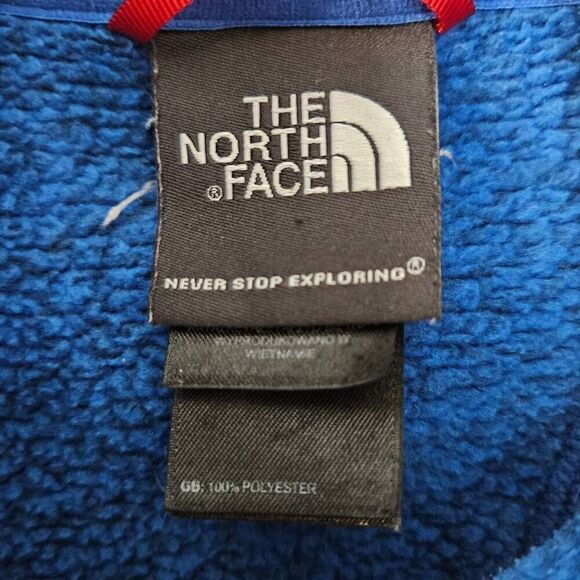 THE
NORTH
®FACE
NEVER STOP EXPLORING®
WYPRODUKOWANO W
WIETNAMIE
GB: 100% POLYESTER